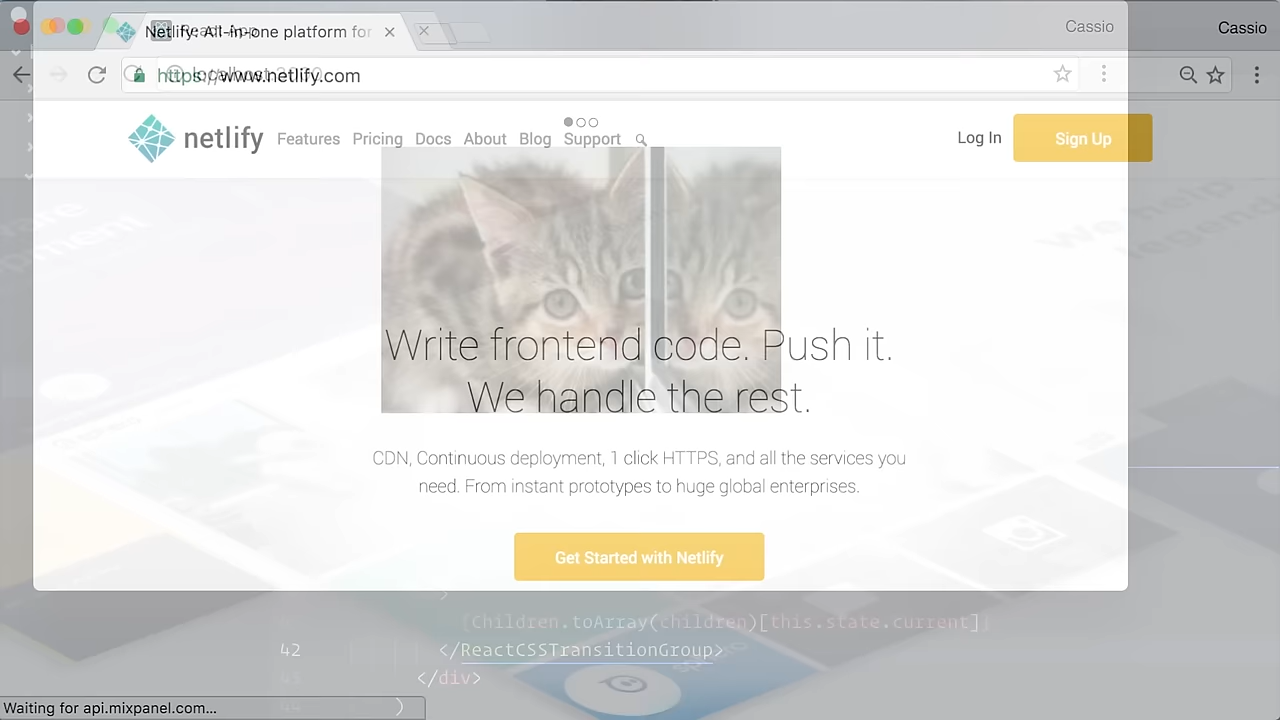 Netlify: All-in-one platform for
React App
Cassio
Cassio
https://www.netlify.com
netlify
Features
Pricing
Docs
About
Blog
Support
Log In
Sign Up
Write frontend code. Push it.
We handle the rest.
CDN, Continuous deployment, 1 click HTTPS, and all the services you
need. From instant prototypes to huge global enterprises.
Get Started with Netlify
{Children.toArray(children)[this.state.current]}
42 </ReactCSSTransitionGroup>
</div>
)
Waiting for api.mixpanel.com...